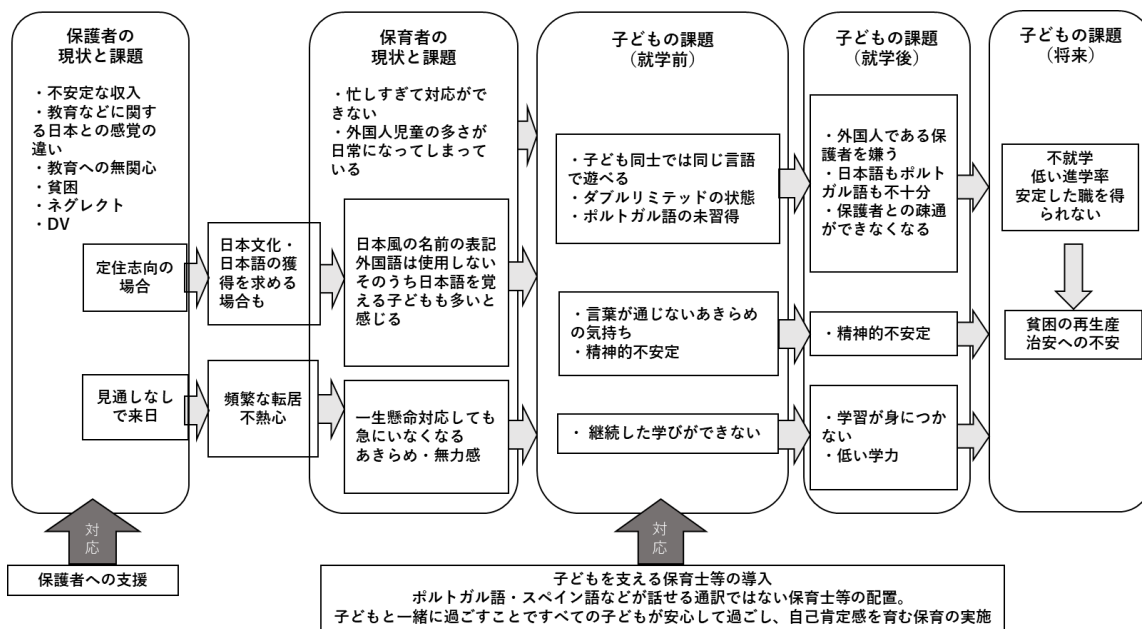 保護者の
現状と課題
・不安定な収入
・教育などに関す
る日本との感覚の
違い
・教育への無関心
・貧困
・ネグレクト
・DV
定住志向の
場合
見通しなし
で来日
日本文化・
日本語の獲
得を求める
場合も
頻繁な転居
不熱心
保育者の
現状と課題
・忙しすぎて対応がで
きない
・外国人児童の多さが
日常になってしまって
いる
日本風の名前の表記
外国語は使用しない
そのうち日本語を覚
える子どもも多いと
感じる
一生懸命対応しても
急にいなくなる
あきらめ・無力感
子どもの課題
(就学前)
・子ども同士では同じ言語
で遊べる
・ダブルリミテッドの状態
・ポルトガル語の未習得
・言葉が通じないあきらめ
の気持ち
・精神的不安定
・ 継続した学びができない
子どもの課題
(就学後)
・外国人である保
護者を嫌う
・日本語もポルト
ガル語も不十分
・保護者との疎通
ができなくなる
・精神的不安定
・学習が身につか
ない
・低い学力
子どもの課題
(将来)
不就学
低い進学率
安定した職を得
られない
貧困の再生産
治安への不安
対
応
保護者への支援
対
応
子どもを支える保育士等の導入
ポルトガル語・スペイン語などが話せる通訳ではない保育士等の配置。
子どもと一緒に過ごすことですべての子どもが安心して過ごし、自己肯定感を育む保育の実施